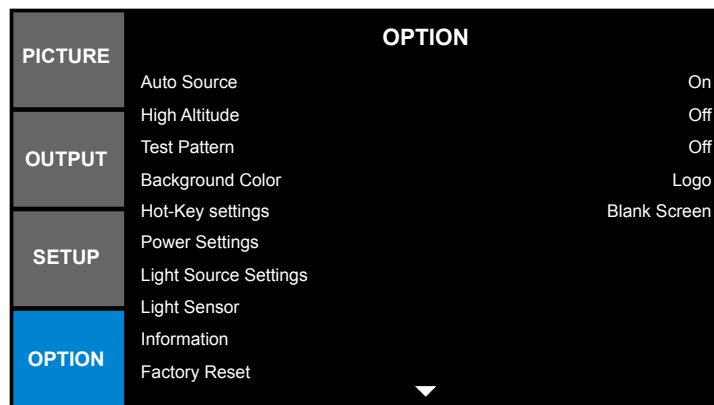 PICTURE
OUTPUT
SETUP
OPTION
OPTION
Auto Source On
High Altitude Off
Test Pattern Off
Background Color Logo
Hot-Key settings Blank Screen
Power Settings
Light Source Settings
Light Sensor
Information
Factory Reset